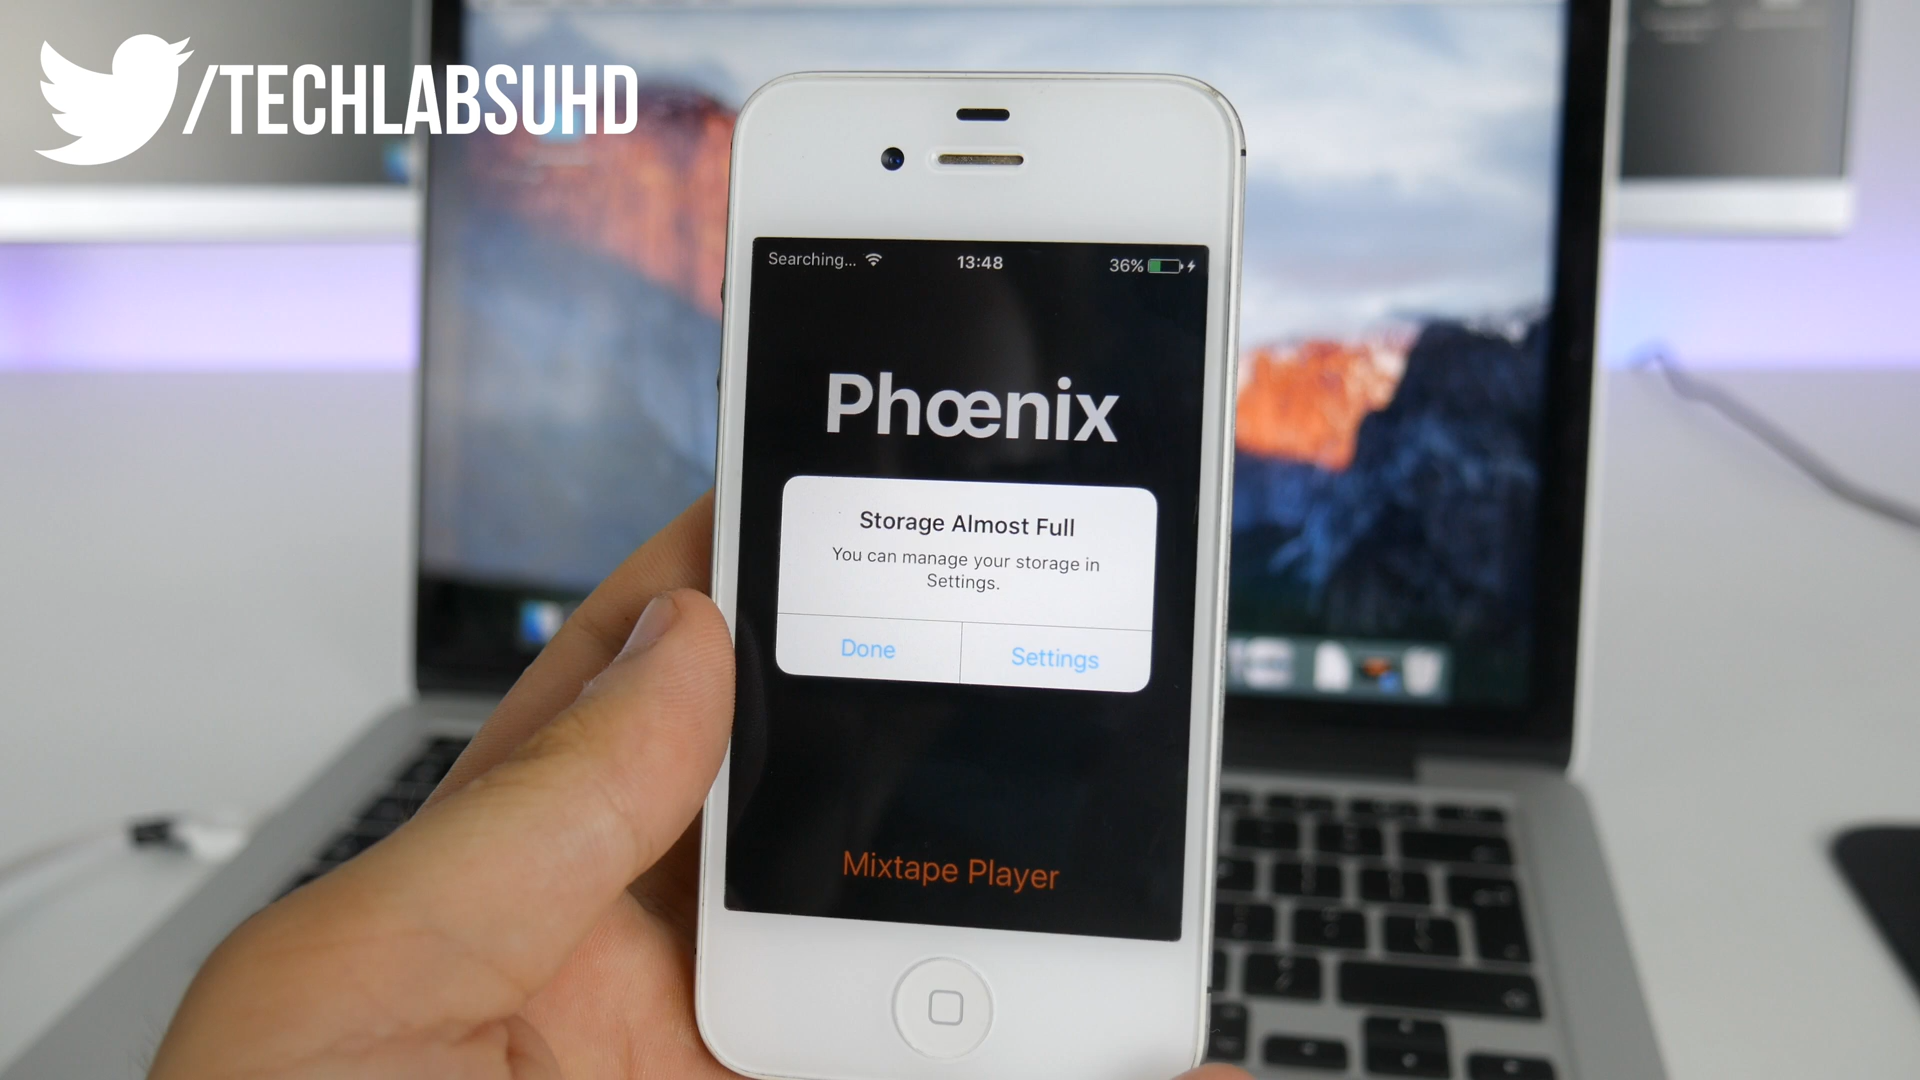 /TECHLABSUHD
Searching... 13:48 36%
Phœnix
Storage Almost Full
You can manage your storage in
Settings.
Done Settings
Mixtape Player